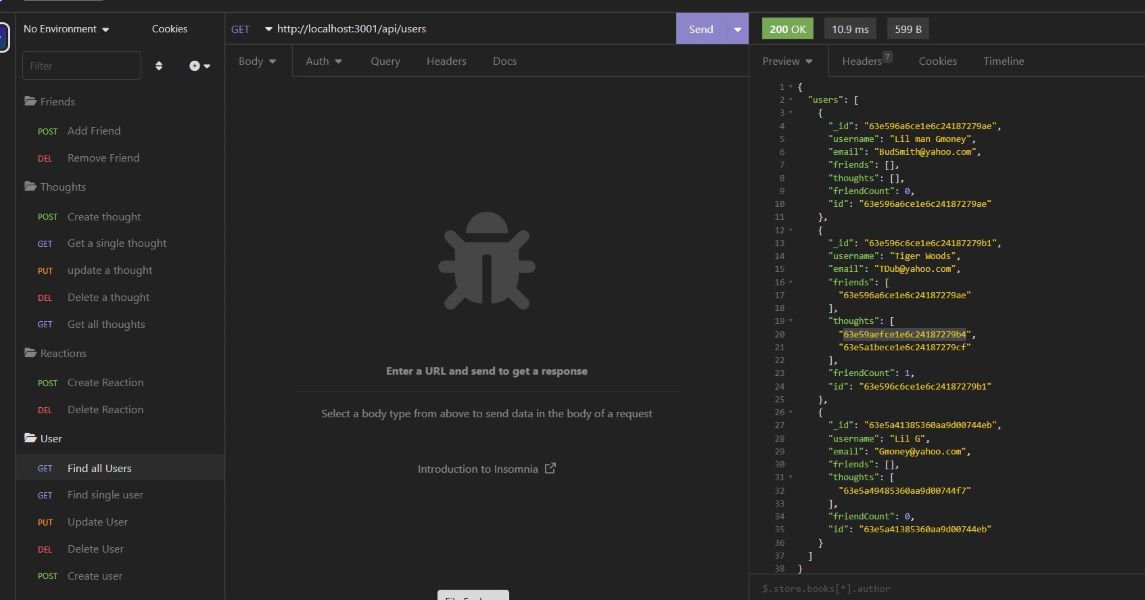 No Environment
Cookies
Filter
Friends
POST Add Friend
DEL Remove Friend
Thoughts
POST Create thought
GET Get a single thought
PUT update a thought
DEL Delete a thought
GET Get all thoughts
Reactions
POST Create Reaction
DEL Delete Reaction
User
GET Find all Users
GET Find single user
PUT Update User
DEL Delete User
POST Create user
GET http://localhost:3001/api/users
Send
Body Auth Query Headers Docs
Enter a URL and send to get a response
Select a body type from above to send data in the body of a request
Introduction to Insomnia
200 OK 10.9 ms 599 B
Preview Headers 7 Cookies Timeline
1 {
2 "users": [
3 {
4 "_id": "63e596a6ce1e6c24187279ae",
5 "username": "Lil man Gmoney",
6 "email": "BudSmith@yahoo.com",
7 "friends": [],
8 "thoughts": [],
9 "friendCount": 0,
10 "id": "63e596a6ce1e6c24187279ae"
11 },
12 {
13 "_id": "63e596c6ce1e6c24187279b1",
14 "username": "Tiger Woods",
15 "email": "TDub@yahoo.com",
16 "friends": [
17 "63e596a6ce1e6c24187279ae"
18 ],
19 "thoughts": [
20 "63e59aefce1e6c24187279b4",
21 "63e5a1bece1e6c24187279cf"
22 ],
23 "friendCount": 1,
24 "id": "63e596c6ce1e6c24187279b1"
25 },
26 {
27 "_id": "63e5a41385360aa9d00744eb",
28 "username": "Lil G",
29 "email": "Gmoney@yahoo.com",
30 "friends": [],
31 "thoughts": [
32 "63e5a49485360aa9d00744f7"
33 ],
34 "friendCount": 0,
35 "id": "63e5a41385360aa9d00744eb"
36 }
37 ]
38 }
$.store.books[*].author